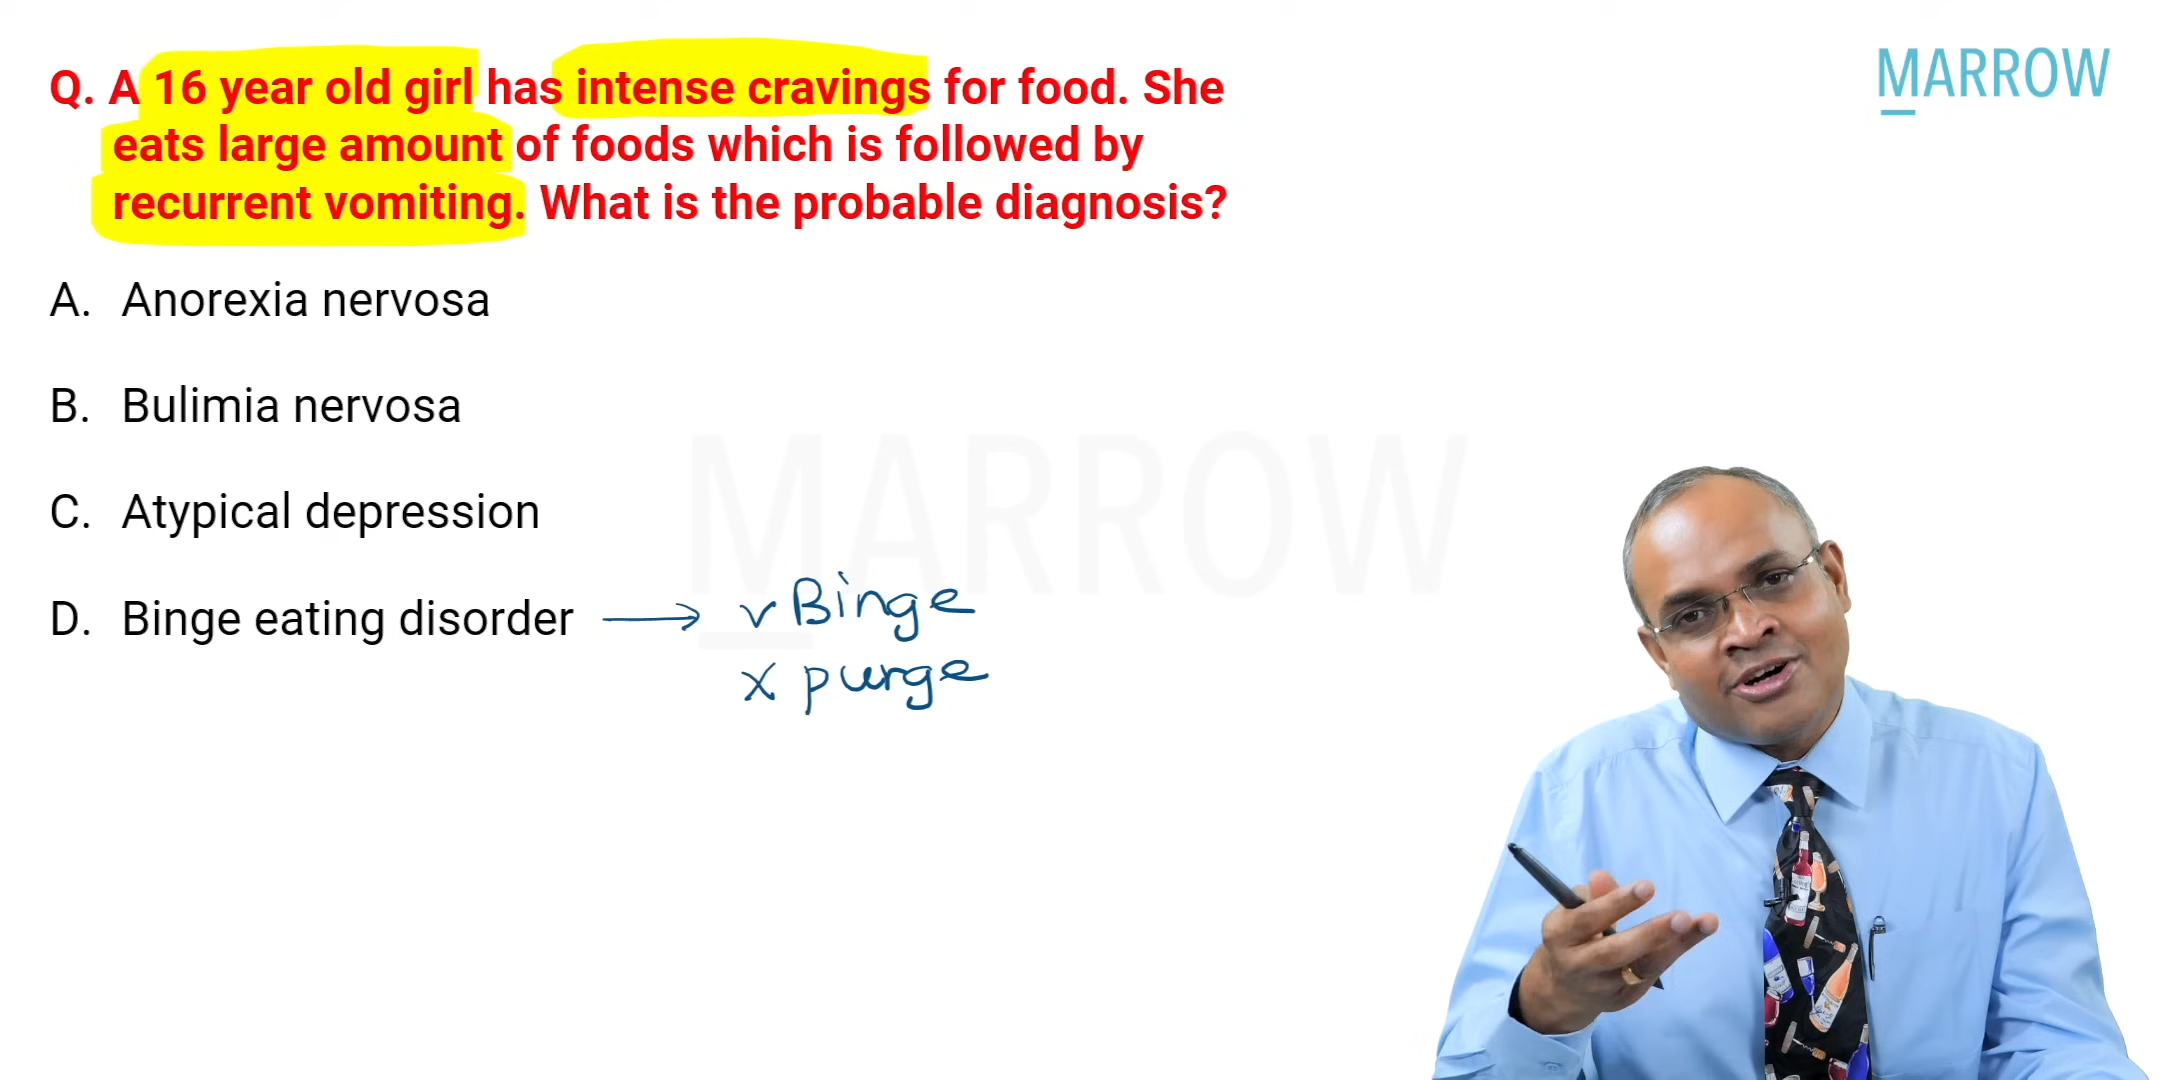 MARROW
Q. A 16 year old girl has intense cravings for food. She
eats large amount of foods which is followed by
recurrent vomiting. What is the probable diagnosis?
A. Anorexia nervosa
B. Bulimia nervosa
MARROW
C. Atypical depression
D. Binge eating disorder → v Binge
x purge